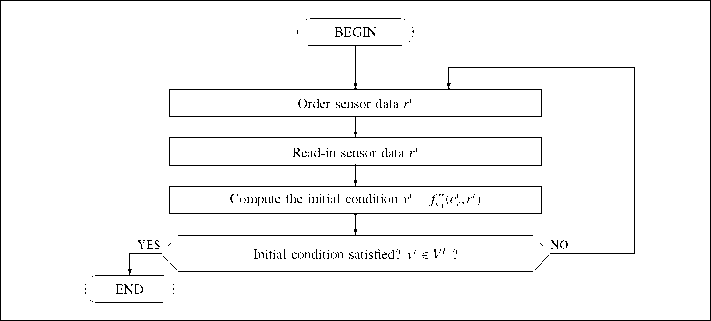 BEGIN
Order sensor data
Read-in sensor data
Compute the initial condition
YES
Initial condition satisfied?
NO
END